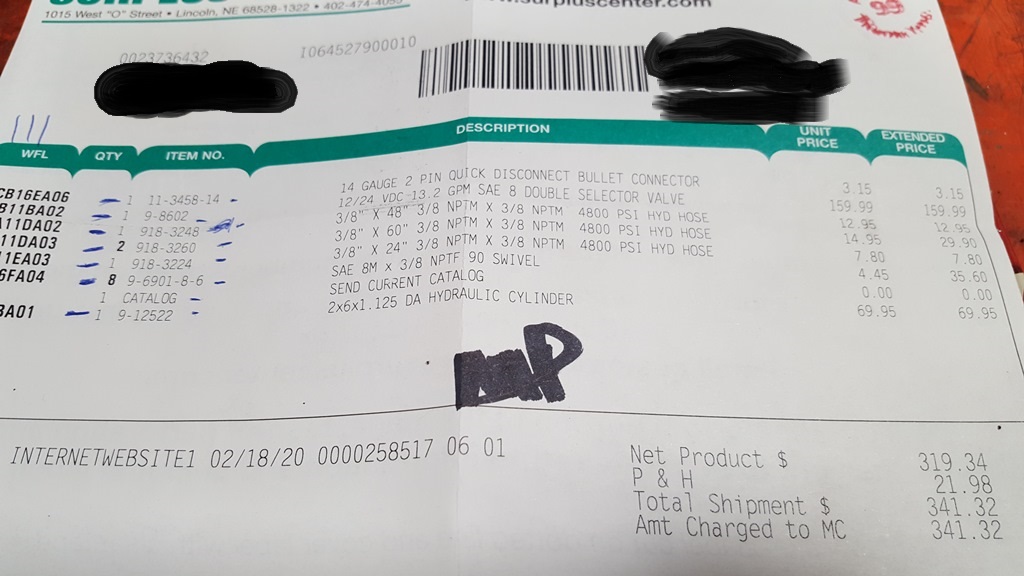 1015 West "O" Street • Lincoln, NE 68528-1322 • 402-474-4055
www.surpluscenter.com
99
0023736432 I064527900010
WFL QTY ITEM NO. DESCRIPTION UNIT PRICE EXTENDED PRICE
CB16EA06 1 11-3458-14 14 GAUGE 2 PIN QUICK DISCONNECT BULLET CONNECTOR 3.15 3.15
B11BA02 1 9-8602 12/24 VDC 13.2 GPM SAE 8 DOUBLE SELECTOR VALVE 159.99 159.99
A11DA02 1 918-3248 3/8" X 48" 3/8 NPTM X 3/8 NPTM 4800 PSI HYD HOSE 12.95 12.95
11DA03 2 918-3260 3/8" X 60" 3/8 NPTM X 3/8 NPTM 4800 PSI HYD HOSE 14.95 29.90
1EA03 1 918-3224 3/8" X 24" 3/8 NPTM X 3/8 NPTM 4800 PSI HYD HOSE 7.80 7.80
6FA04 8 9-6901-8-6 SAE 8M X 3/8 NPTF 90 SWIVEL 4.45 35.60
1 CATALOG SEND CURRENT CATALOG 0.00 0.00
BA01 1 9-12522 2x6x1.125 DA HYDRAULIC CYLINDER 69.95 69.95
INTERNETWEBSITE1 02/18/20 0000258517 06 01
Net Product $ 319.34
P & H 21.98
Total Shipment $ 341.32
Amt Charged to MC 341.32